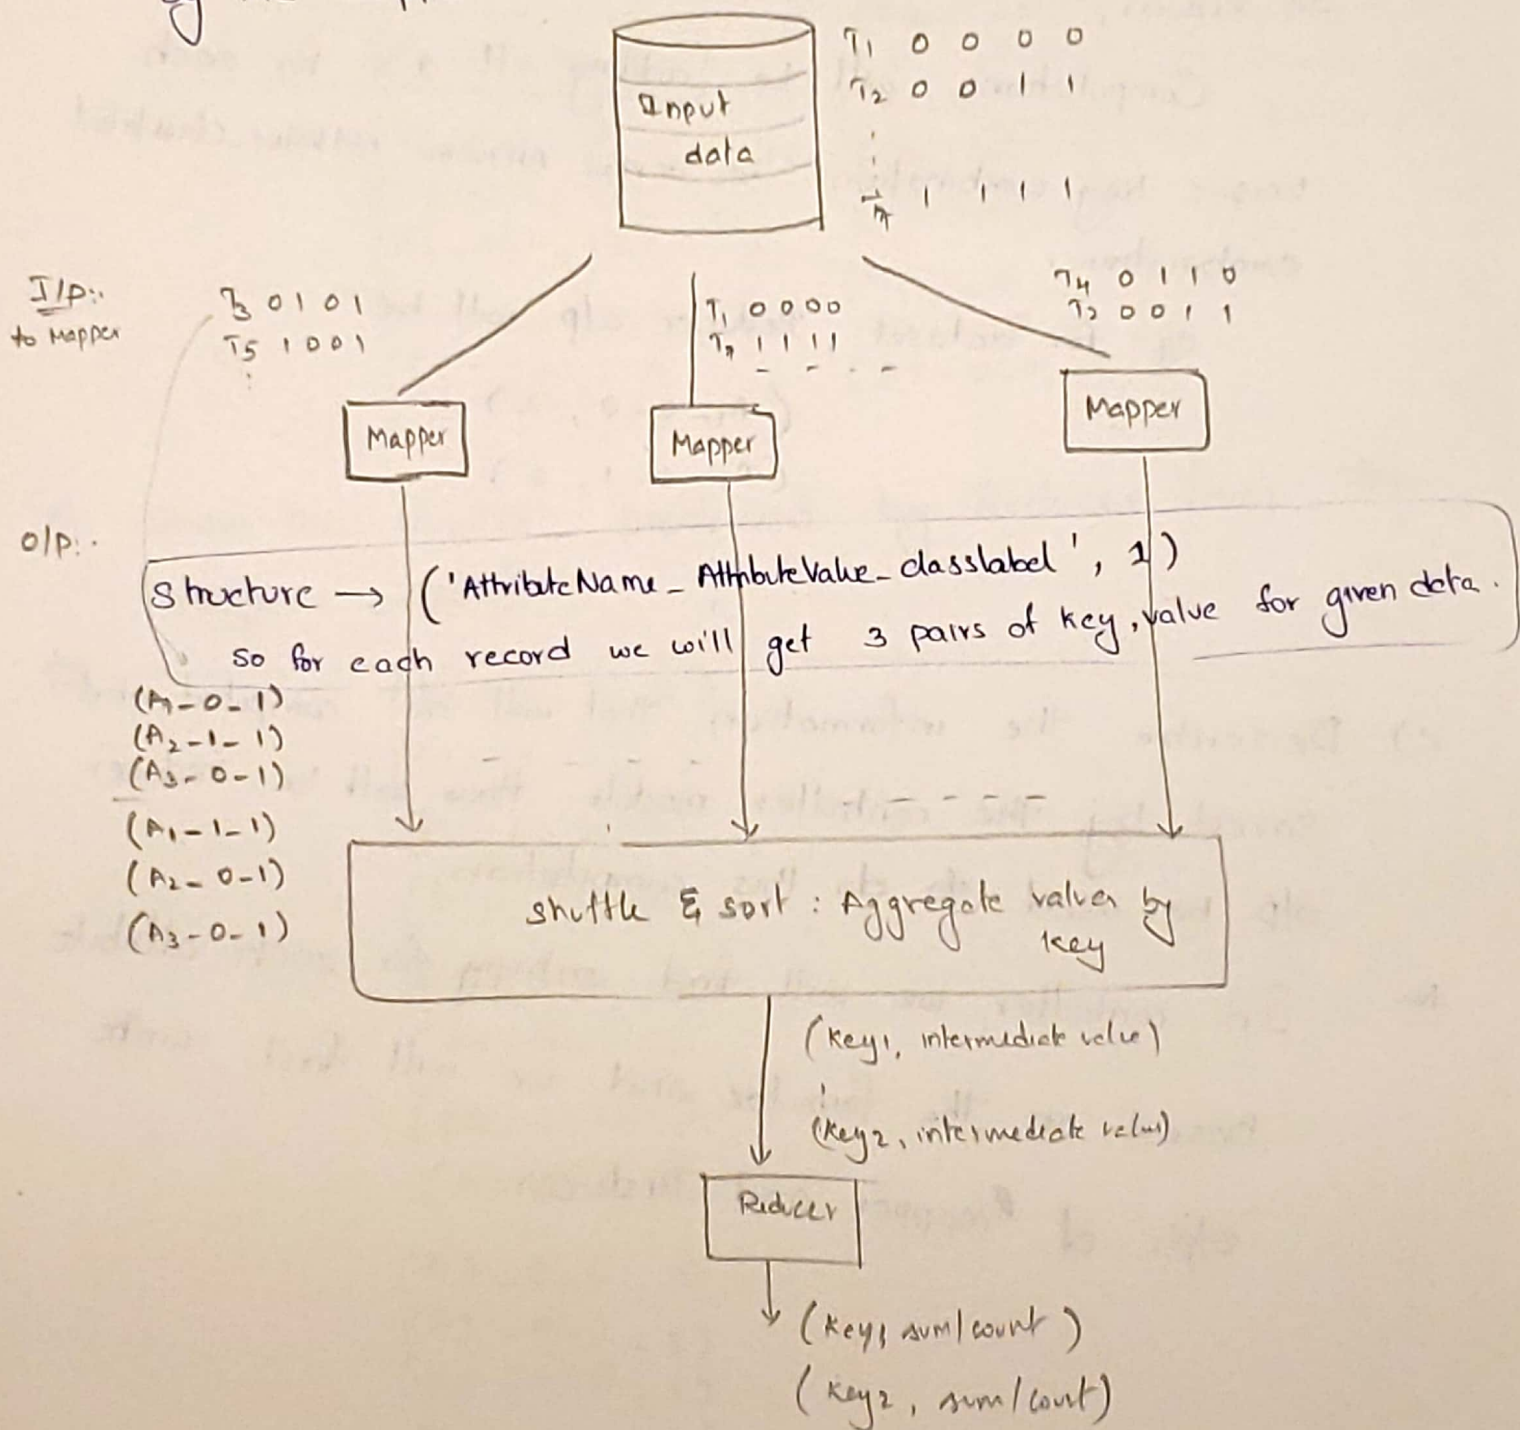 by
T1 0 0 0 0
T2 0 0 1 1
Input
data
1 1 1 1
I/P:
to Mapper
T3 0 1 0 1
T5 1 0 0 1
T1 0 0 0 0
1 1 1 1
T4 0 1 1 0
0 0 1 1
Mapper
Mapper
Mapper
O/P:
Structure → ('AttributeName_AttributeValue_classlabel', 1)
so for each record we will get 3 pairs of key, value for given data.
(A1-0-1)
(A2-1-1)
(A3-0-1)
(A1-1-1)
(A2-0-1)
(A3-0-1)
shuttle & sort : Aggregate values by
key
(key1, intermediate value)
(key2, intermediate value)
Reducer
(key1 sum/count)
(key2, sum/count)